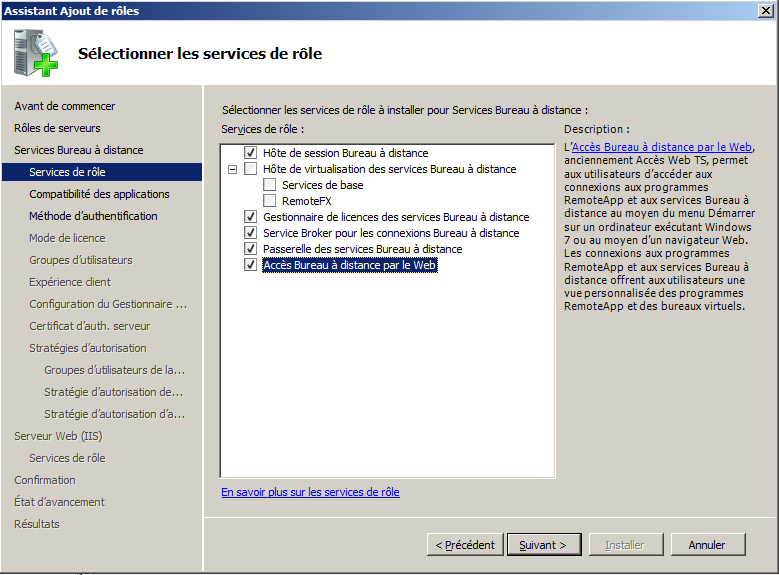 Assistant Ajout de rôles
Sélectionner les services de rôle
Avant de commencer
Rôles de serveurs
Services Bureau à distance
Services de rôle
Compatibilité des applications
Méthode d'authentification
Mode de licence
Groupes d'utilisateurs
Expérience client
Configuration du Gestionnaire ...
Certificat d'auth. serveur
Stratégies d'autorisation
Groupes d'utilisateurs de la...
Stratégie d'autorisation de...
Stratégie d'autorisation d'a...
Serveur Web (IIS)
Services de rôle
Confirmation
État d'avancement
Résultats
Sélectionner les services de rôle à installer pour Services Bureau à distance :
Services de rôle :
Hôte de session Bureau à distance
Hôte de virtualisation des services Bureau à distance
Services de base
RemoteFX
Gestionnaire de licences des services Bureau à distance
Service Broker pour les connexions Bureau à distance
Passerelle des services Bureau à distance
Accès Bureau à distance par le Web
En savoir plus sur les services de rôle
Description :
L'Accès Bureau à distance par le Web,
anciennement Accès Web TS, permet
aux utilisateurs d'accéder aux
connexions aux programmes
RemoteApp et aux services Bureau à
distance au moyen du menu Démarrer
sur un ordinateur exécutant Windows
7 ou au moyen d'un navigateur Web.
Les connexions aux programmes
RemoteApp et aux services Bureau à
distance offrent aux utilisateurs une
vue personnalisée des programmes
RemoteApp et des bureaux virtuels.
< Précédent
Suivant >
Installer
Annuler